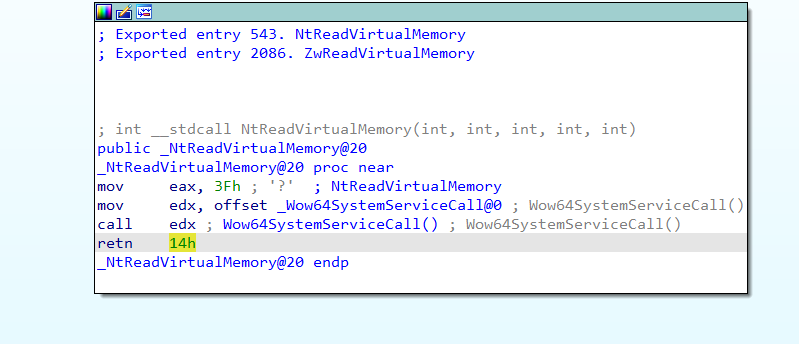 ; Exported entry 543. NtReadVirtualMemory
; Exported entry 2086. ZwReadVirtualMemory
; int __stdcall NtReadVirtualMemory(int, int, int, int, int)
public _NtReadVirtualMemory@20
_NtReadVirtualMemory@20 proc near
mov     eax, 3Fh ; '?'  ; NtReadVirtualMemory
mov     edx, offset _Wow64SystemServiceCall@0 ; Wow64SystemServiceCall()
call    edx ; Wow64SystemServiceCall() ; Wow64SystemServiceCall()
retn    14h
_NtReadVirtualMemory@20 endp